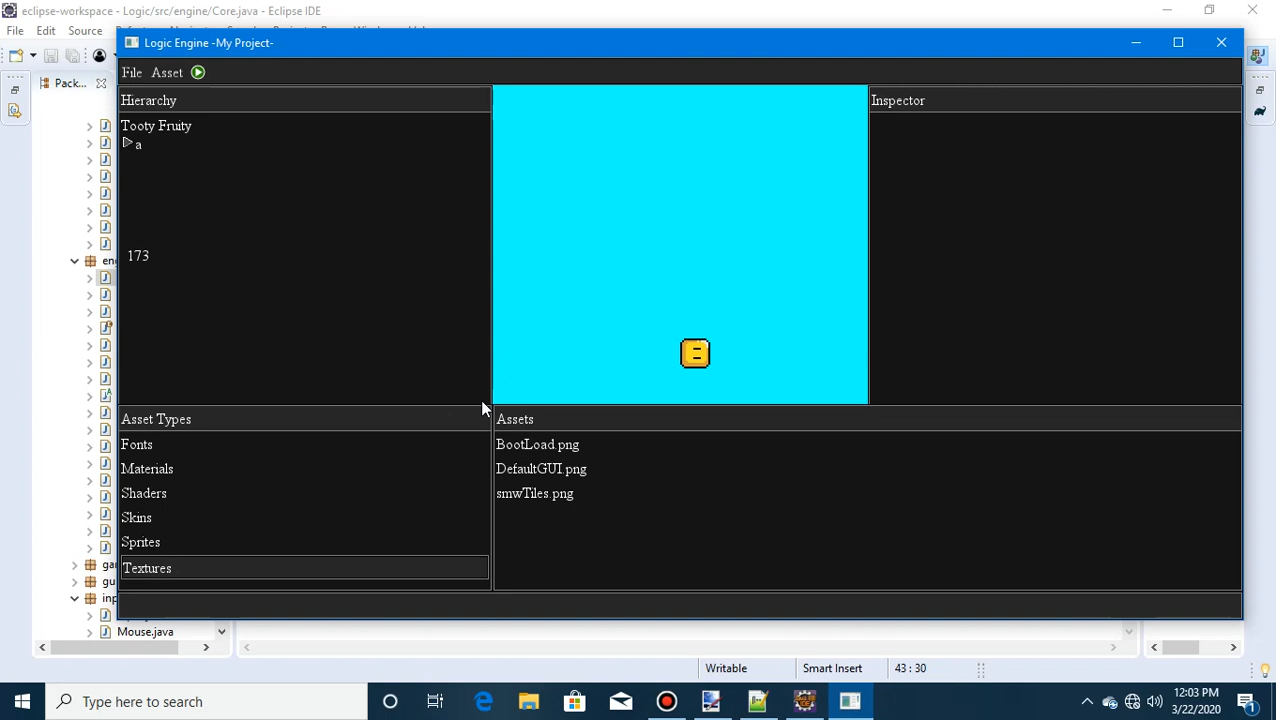 eclipse-workspace - Logic/src/engine/Core.java - Eclipse IDE
File Edit Source
Logic Engine -My Project-
Pack...
File Asset
Hierarchy
Inspector
Tooty Fruity
a
173
Asset Types
Assets
Fonts
BootLoad.png
Materials
DefaultGUI.png
Shaders
smwTiles.png
Skins
Sprites
Textures
Mouse.java
Writable
Smart Insert
43 : 30
Type here to search
12:03 PM
3/22/2020
1